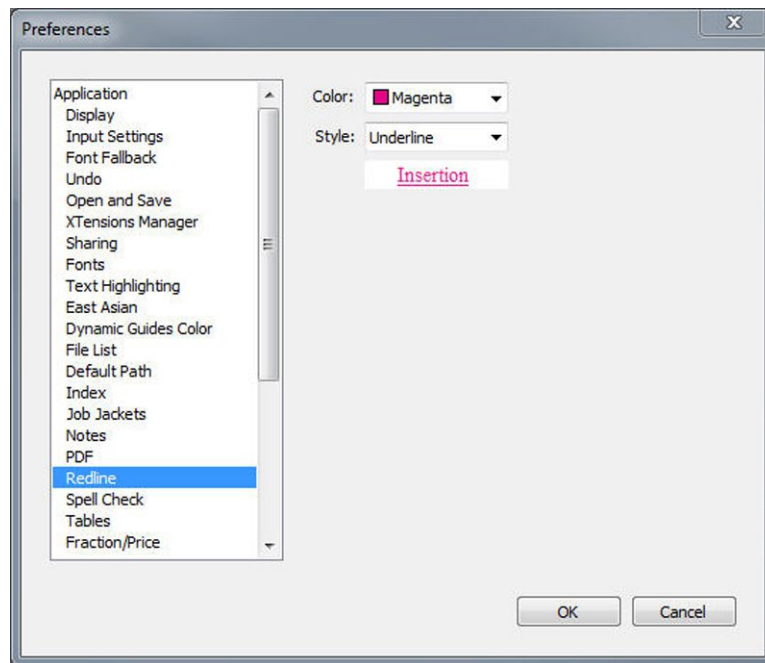 Preferences
Application
Display
Input Settings
Font Fallback
Undo
Open and Save
XTensions Manager
Sharing
Fonts
Text Highlighting
East Asian
Dynamic Guides Color
File List
Default Path
Index
Job Jackets
Notes
PDF
Redline
Spell Check
Tables
Fraction/Price
Color: Magenta
Style: Underline
Insertion
OK Cancel